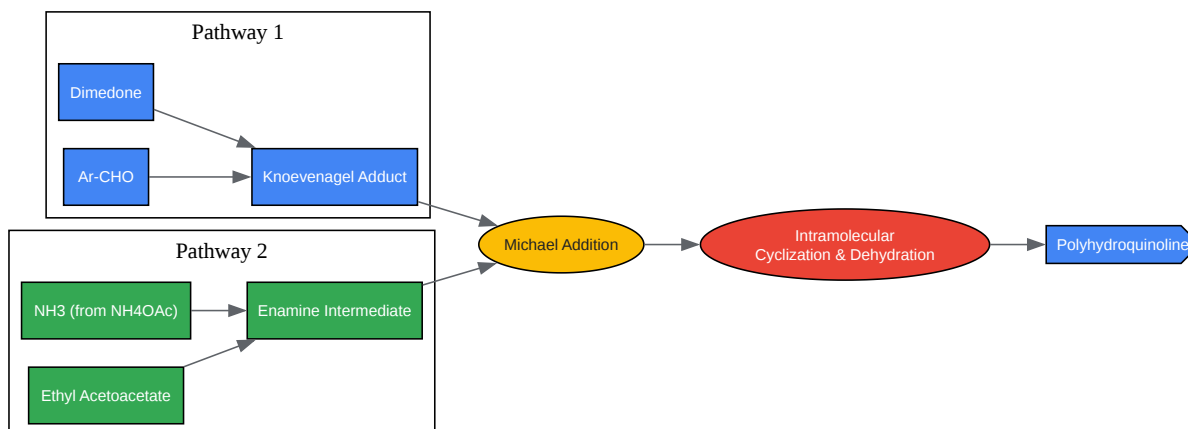 Pathway 1
Dimedone
Ar-CHO
Knoevenagel Adduct
Pathway 2
NH3 (from NH4OAc)
Enamine Intermediate
Ethyl Acetoacetate
Michael Addition
Intramolecular
Cyclization & Dehydration
Polyhydroquinoline